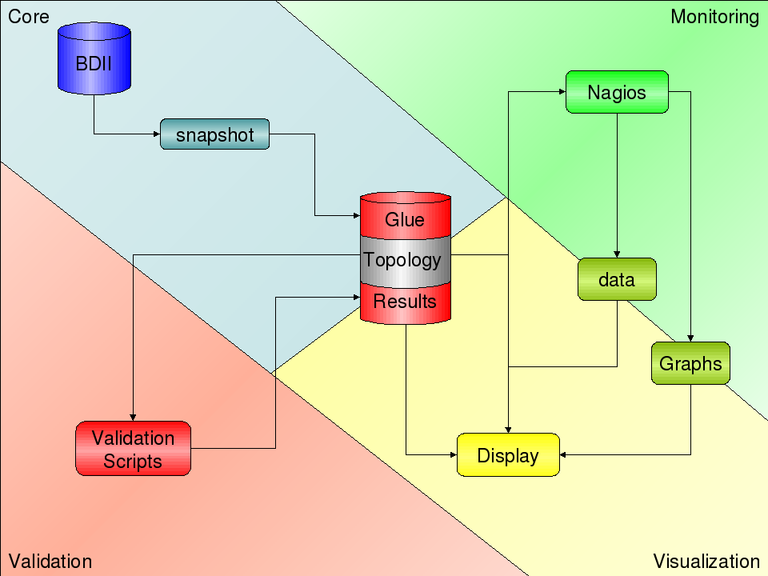 Core
Monitoring
BDII
Nagios
snapshot
Glue
Topology
Results
data
Graphs
Validation
Scripts
Display
Validation
Visualization